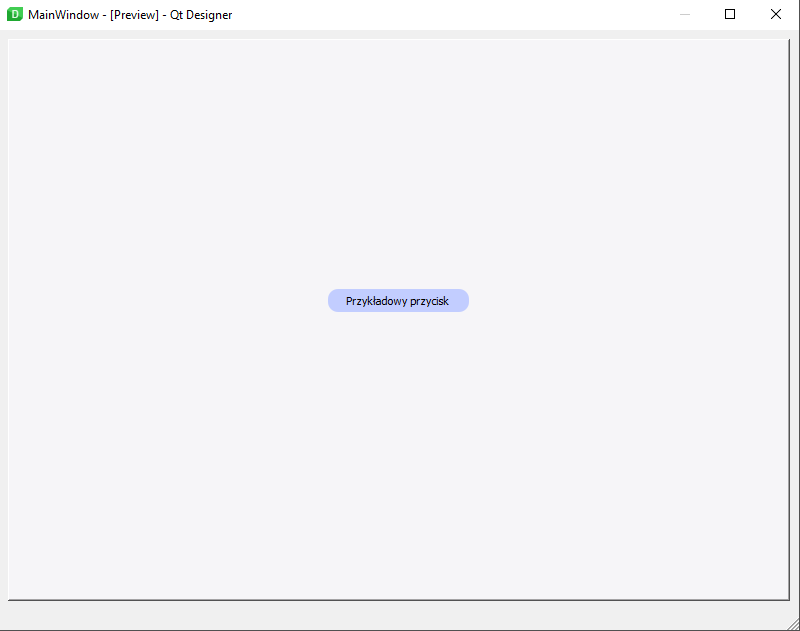 MainWindow - [Preview] - Qt Designer
Przykładowy przycisk